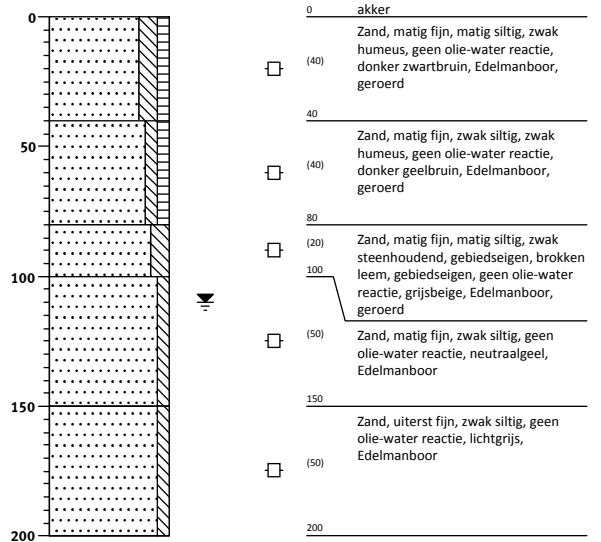 0
50
100
150
200
0 akker
Zand, matig fijn, matig siltig, zwak
(40) humeus, geen olie-water reactie,
donker zwartbruin, Edelmanboor,
geroerd
40
Zand, matig fijn, zwak siltig, zwak
(40) humeus, geen olie-water reactie,
donker geelbruin, Edelmanboor,
geroerd
80
(20) Zand, matig fijn, matig siltig, zwak
steenhoudend, gebiedseigen, brokken
100 leem, gebiedseigen, geen olie-water
reactie, grijsbeige, Edelmanboor,
geroerd
(50) Zand, matig fijn, zwak siltig, geen
olie-water reactie, neutraalgeel,
Edelmanboor
150
Zand, uiterst fijn, zwak siltig, geen
olie-water reactie, lichtgrijs,
(50) Edelmanboor
200